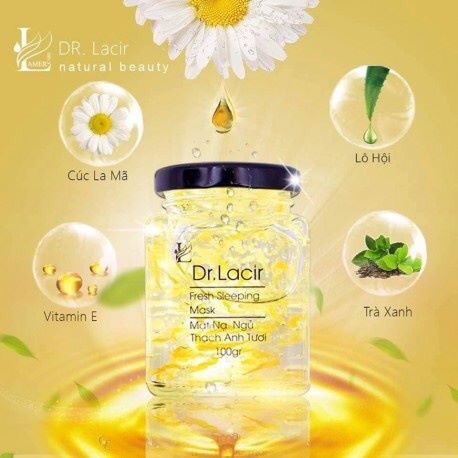 DR. Lacir
LAMER
natural beauty
Cúc La Mã
Lô Hội
Dr.Lacir
Fresh Sleeping
Mask
Mặt Nạ Ngủ
Thạch Anh Tươi
100gr
Vitamin E
Trà Xanh